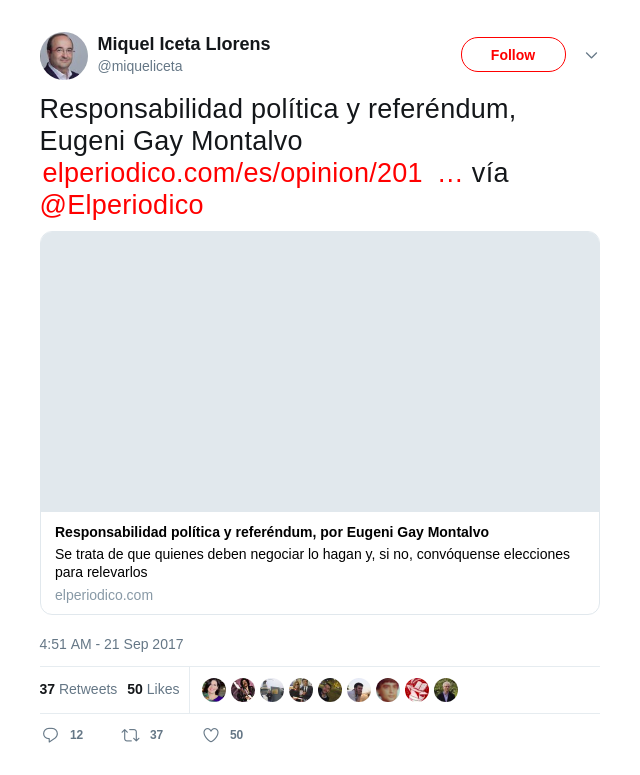 Miquel Iceta Llorens
@miqueliceta
Follow
Responsabilidad política y referéndum,
Eugeni Gay Montalvo
elperiodico.com/es/opinion/201 … vía
@Elperiodico
Responsabilidad política y referéndum, por Eugeni Gay Montalvo
Se trata de que quienes deben negociar lo hagan y, si no, convóquense elecciones
para relevarlos
elperiodico.com
4:51 AM - 21 Sep 2017
37 Retweets 50 Likes
12 37 50